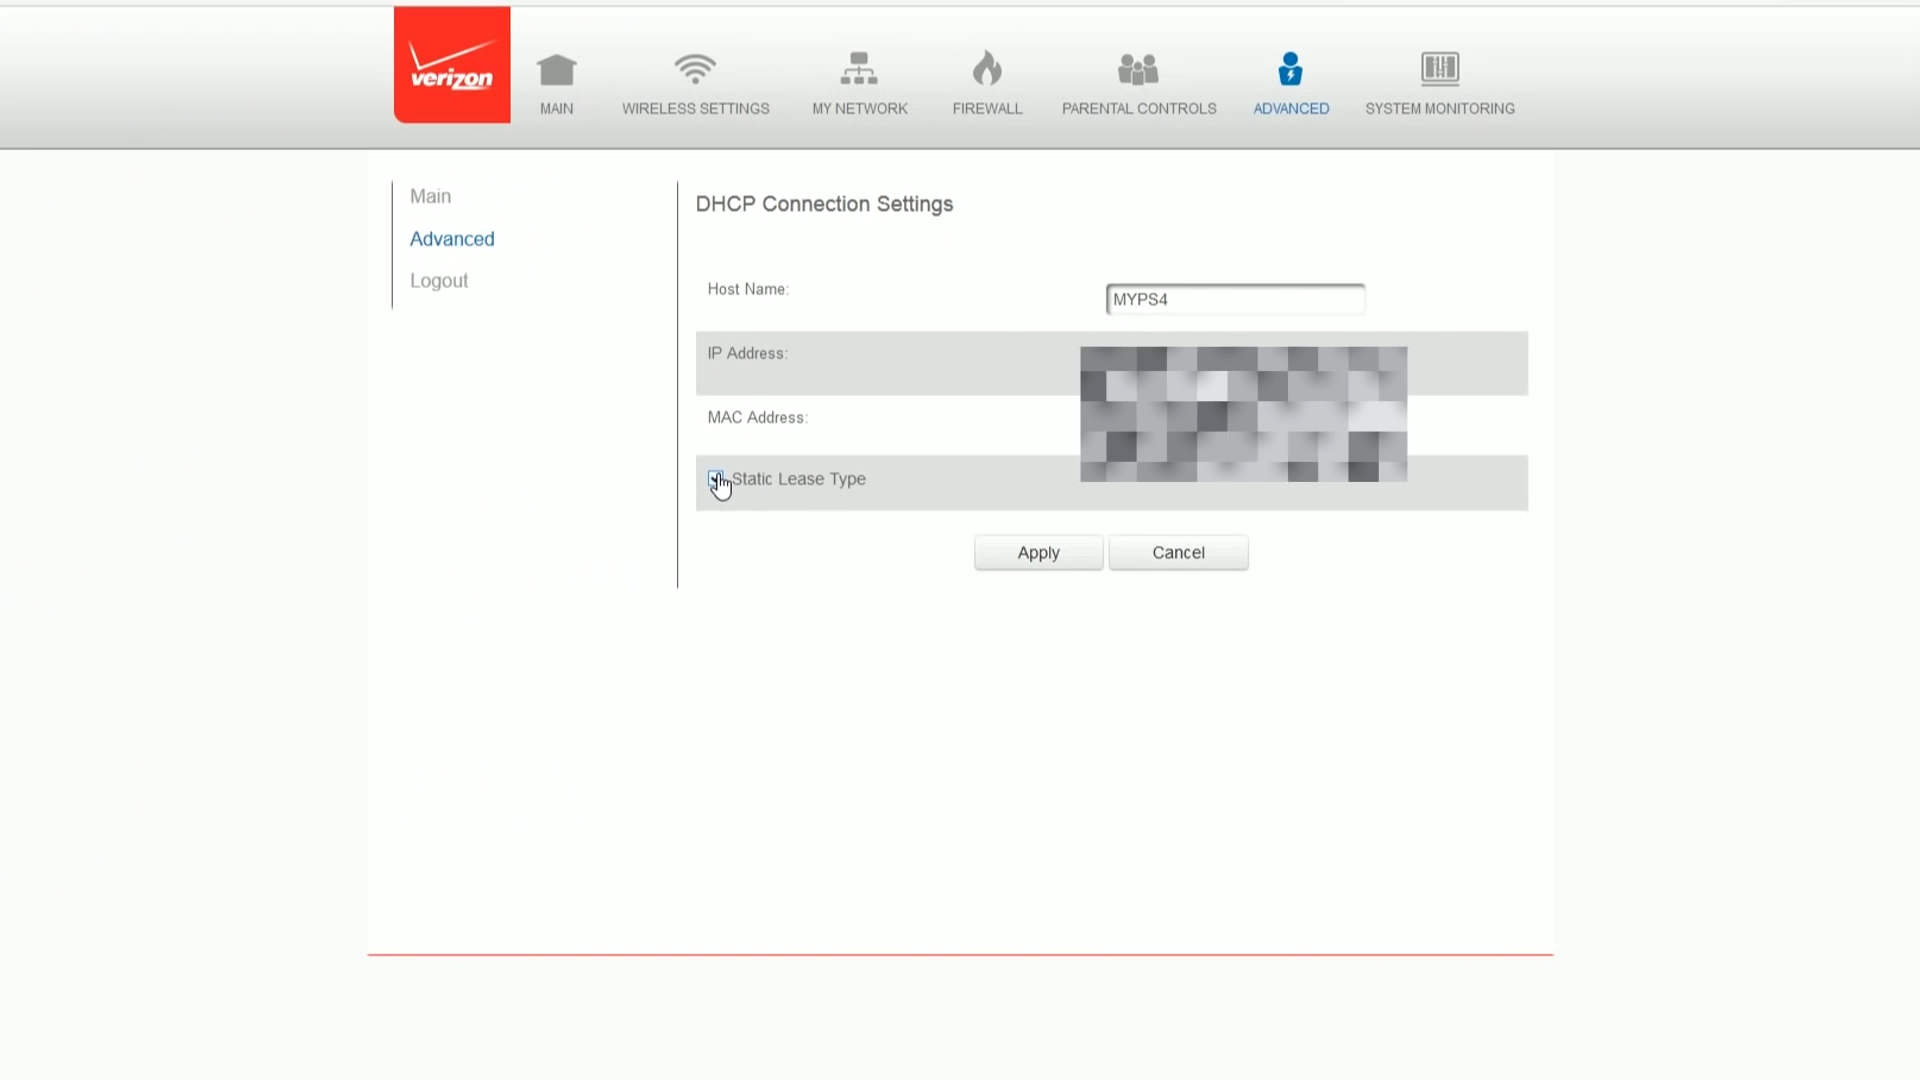 verizon
MAIN
WIRELESS SETTINGS
MY NETWORK
FIREWALL
PARENTAL CONTROLS
ADVANCED
SYSTEM MONITORING
Main
Advanced
Logout
DHCP Connection Settings
Host Name:
MYPS4
IP Address:
MAC Address:
Static Lease Type
Apply
Cancel